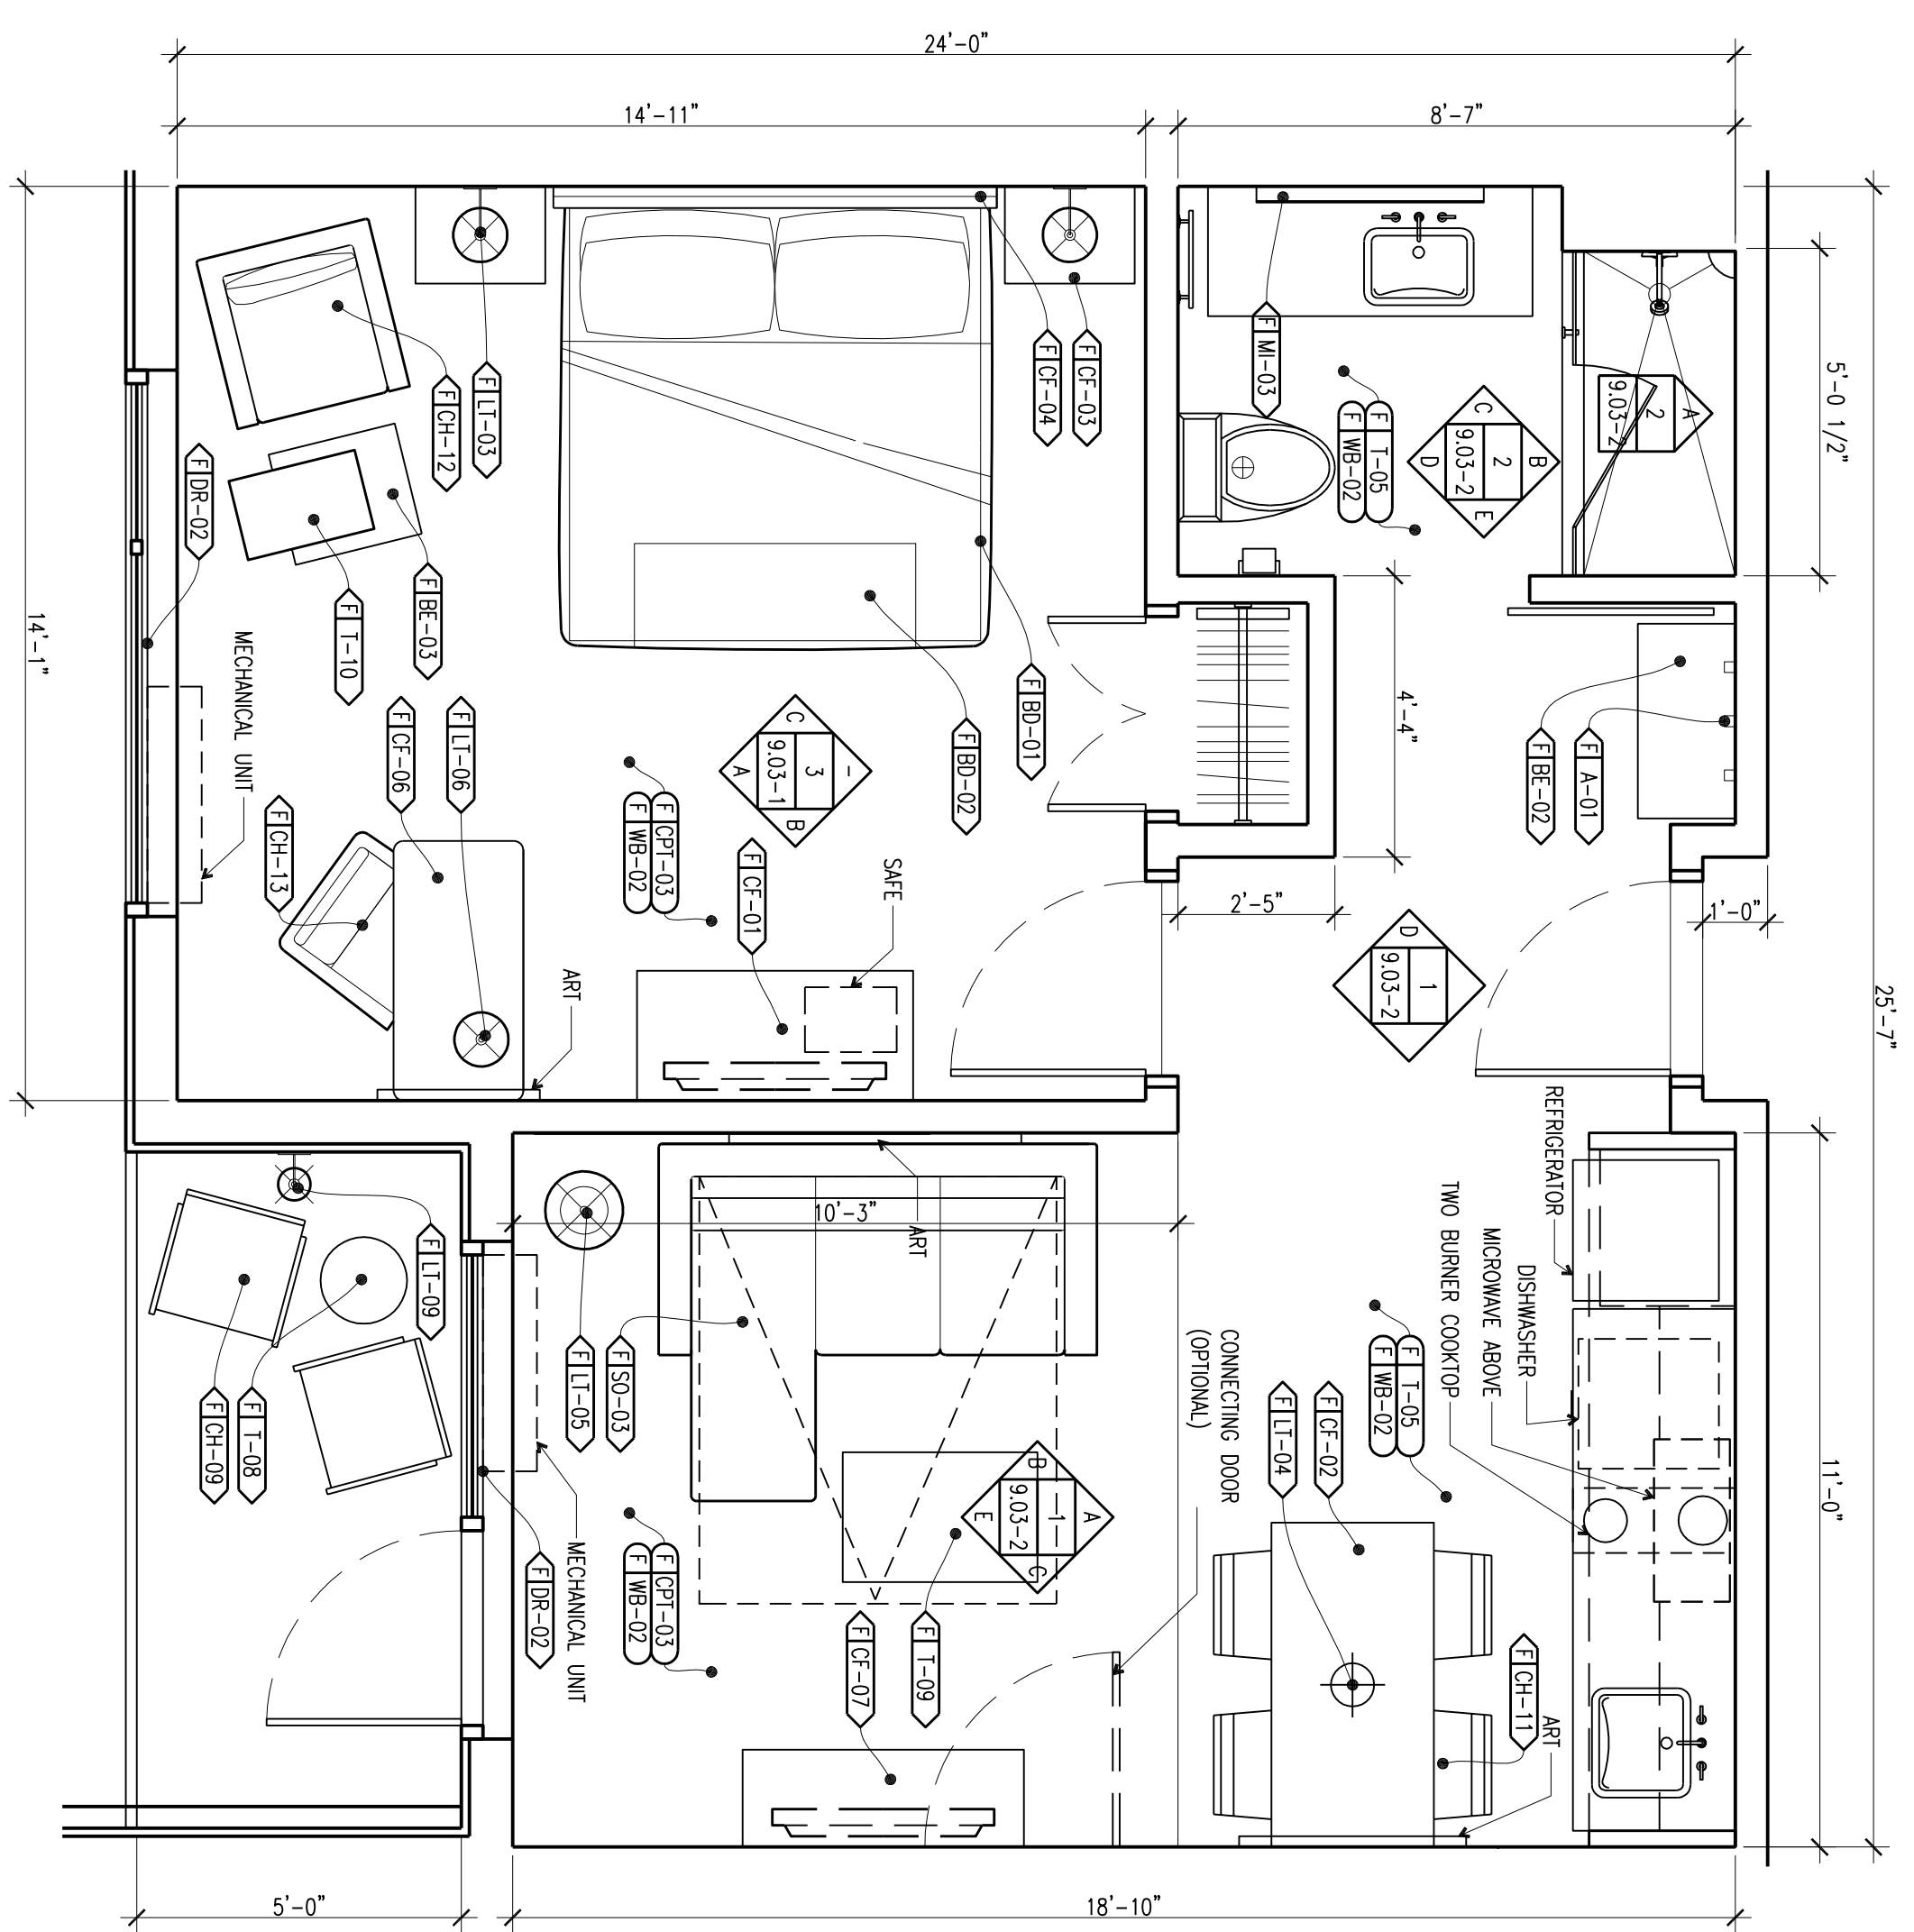 24'-0"
14'-11"
8'-7"
5'-0 1/2"
A
2
9.03-2
F MI-03
F CF-03
F CF-04
F LT-03
F CH-12
F T-05
F WB-02
C
B
2
9.03-2
D
E
F DR-02
F BE-03
F T-10
14'-1"
MECHANICAL UNIT
F LT-06
F CF-06
F BD-01
F BD-02
4'-4"
F A-01
F BE-02
C
-
3
9.03-1
A
B
F CPT-03
F WB-02
F CH-13
F CF-01
SAFE
2'-5"
1'-0"
D
1
9.03-2
25'-7"
ART
REFRIGERATOR
TWO BURNER COOKTOP
MICROWAVE ABOVE
DISHWASHER
10'-3"
ART
F LT-09
F T-08
F CH-09
F LT-05
F SO-03
CONNECTING DOOR
(OPTIONAL)
F T-05
F WB-02
F CF-02
F LT-04
11'-0"
B
A
1
9.03-2
E
C
F DR-02
MECHANICAL UNIT
F CPT-03
F WB-02
F T-09
F CF-07
F CH-11
ART
5'-0"
18'-10"